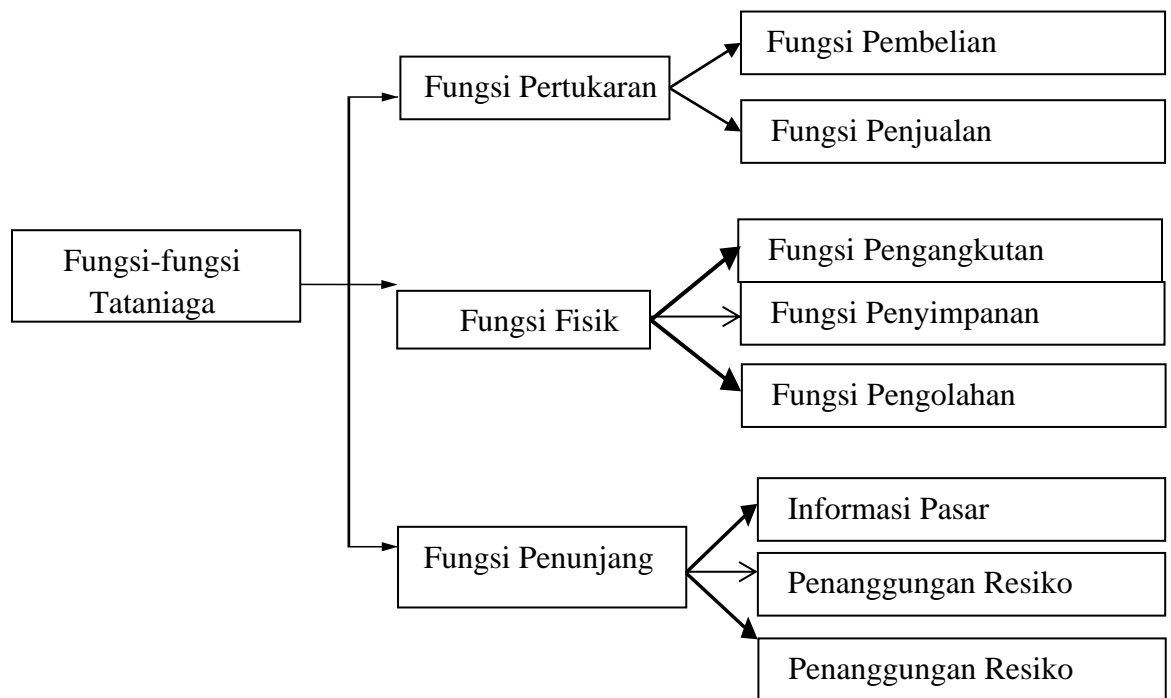 Fungsi-fungsi
Tataniaga
Fungsi Pertukaran
Fungsi Pembelian
Fungsi Penjualan
Fungsi Fisik
Fungsi Pengangkutan
Fungsi Penyimpanan
Fungsi Pengolahan
Fungsi Penunjang
Informasi Pasar
Penanggungan Resiko
Penanggungan Resiko